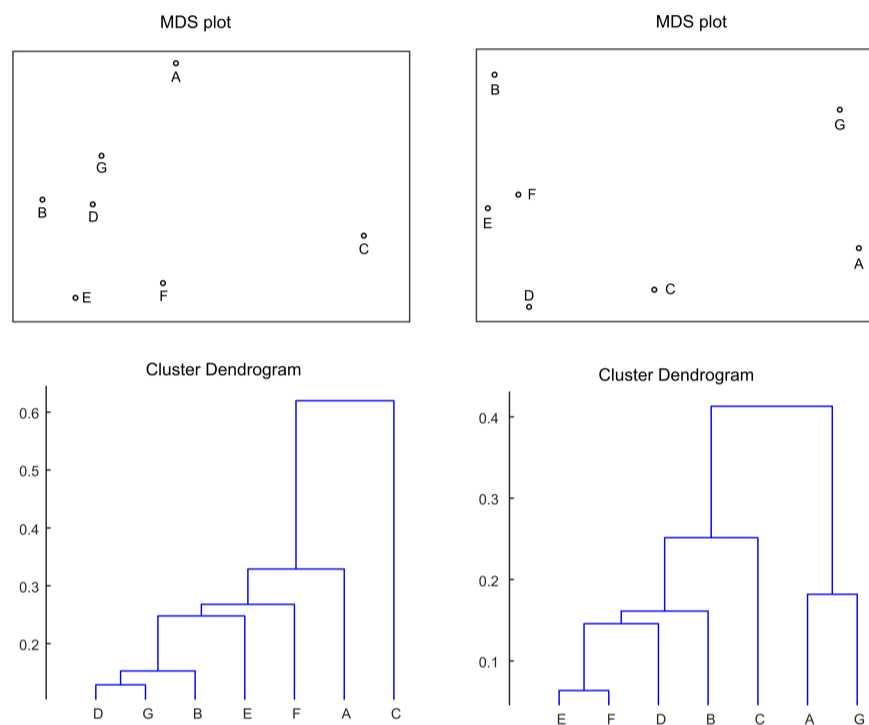 MDS plot
A
G
B
D
C
E
F
MDS plot
B
G
F
E
A
D
C
Cluster Dendrogram
0.6
0.5
0.4
0.3
0.2
D G B E F A C
Cluster Dendrogram
0.4
0.3
0.2
0.1
E F D B C A G